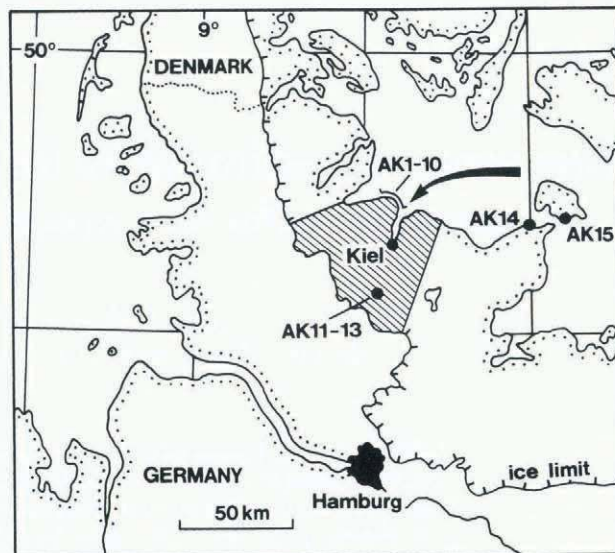 9°
50°
DENMARK
AK1-10
AK14
AK15
Kiel
AK11-13
GERMANY
Hamburg
ice limit
50 km